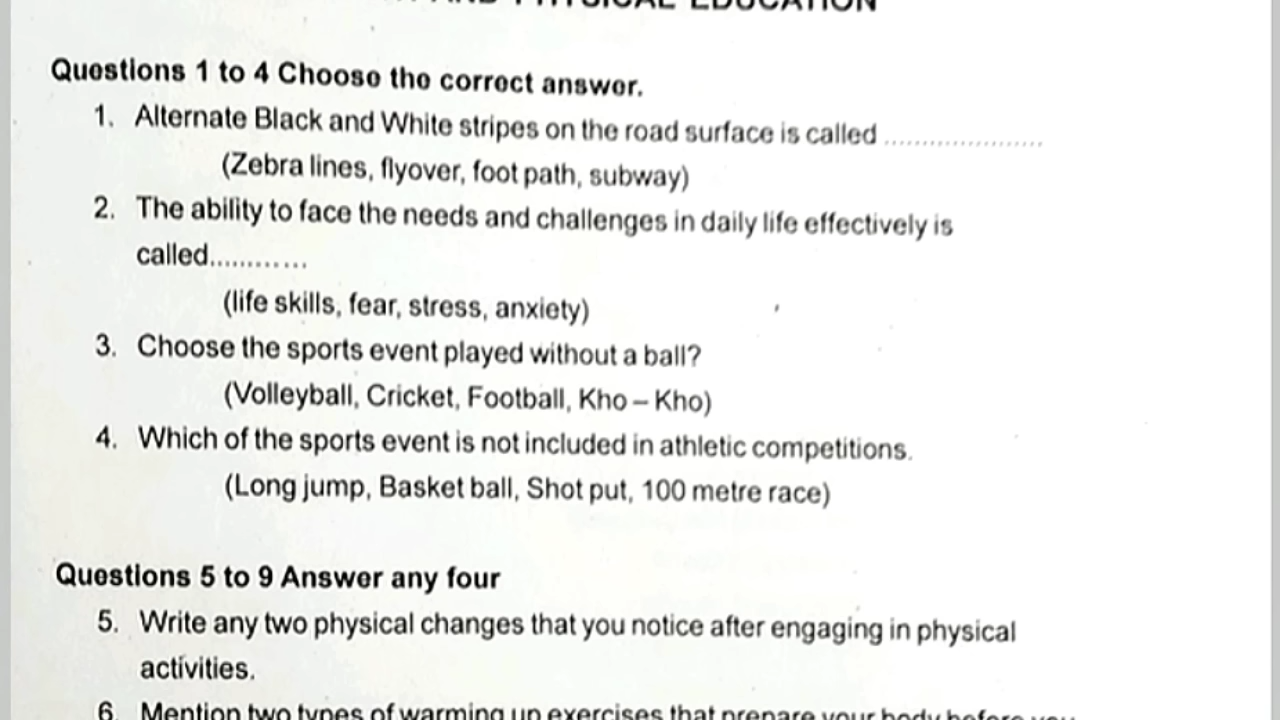 AND PHYSICAL EDUCATION
Questions 1 to 4 Choose the correct answer.
1. Alternate Black and White stripes on the road surface is called ......................
(Zebra lines, flyover, foot path, subway)
2. The ability to face the needs and challenges in daily life effectively is
called............
(life skills, fear, stress, anxiety)
3. Choose the sports event played without a ball?
(Volleyball, Cricket, Football, Kho – Kho)
4. Which of the sports event is not included in athletic competitions.
(Long jump, Basket ball, Shot put, 100 metre race)
Questions 5 to 9 Answer any four
5. Write any two physical changes that you notice after engaging in physical
activities.
6. Mention two types of warming up exercises that prepare your body before you